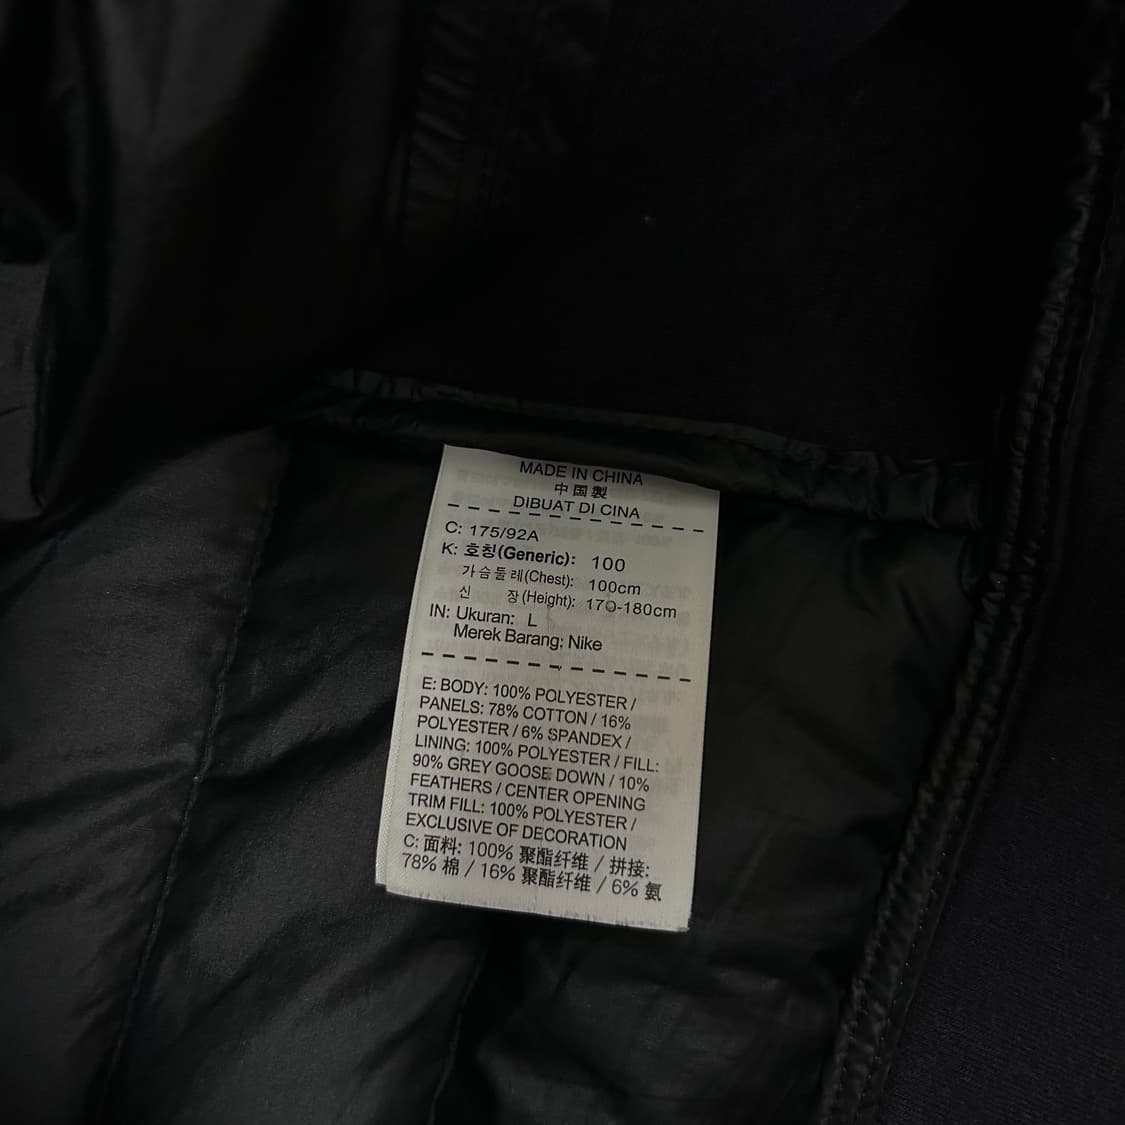 MADE IN CHINA
中国製
DIBUAT DI CINA
C: 175/92A
K: 호칭(Generic): 100
가슴둘레(Chest): 100cm
신 장(Height): 170-180cm
IN: Ukuran: L
Merek Barang: Nike
E: BODY: 100% POLYESTER /
PANELS: 78% COTTON / 16%
POLYESTER / 6% SPANDEX /
LINING: 100% POLYESTER / FILL:
90% GREY GOOSE DOWN / 10%
FEATHERS / CENTER OPENING
TRIM FILL: 100% POLYESTER /
EXCLUSIVE OF DECORATION
C: 面料: 100% 聚酯纤维 / 拼接:
78% 棉 / 16% 聚酯纤维 / 6% 氨